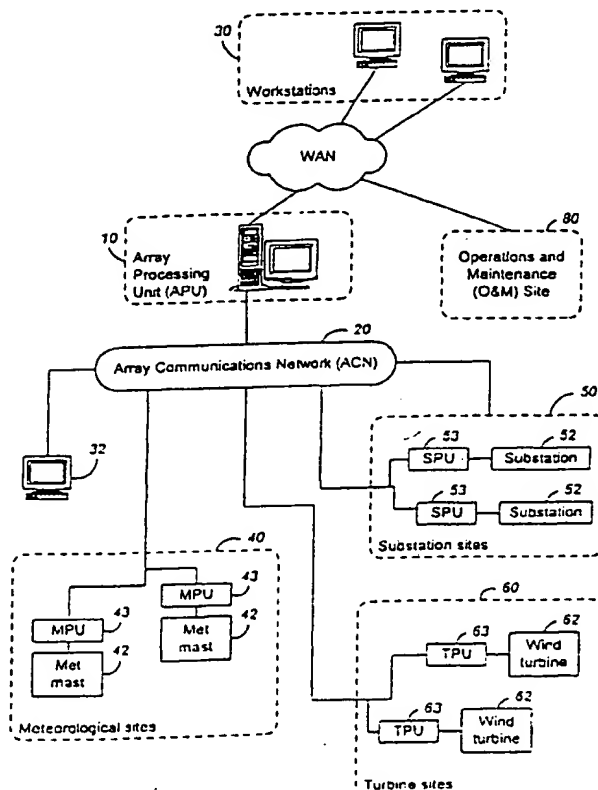 30
Workstations
WAN
10
Array
Processing
Unit (APU)
80
Operations and
Maintenance
(O&M) Site
20
Array Communications Network (ACN)
32
50
53
52
SPU
Substation
53
52
SPU
Substation
Substation sites
40
43
MPU
42
Met
mast
43
MPU
42
Met
mast
Meteorological sites
60
63
62
TPU
Wind
turbine
63
62
TPU
Wind
turbine
Turbine sites